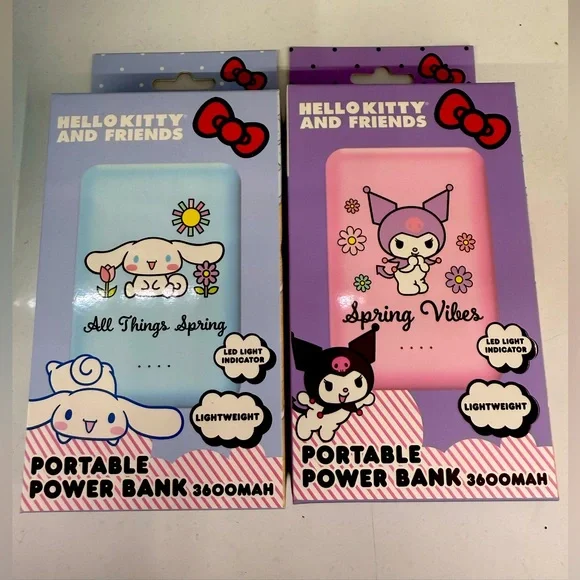 HELLO KITTY
AND FRIENDS
All Things Spring
LED LIGHT
INDICATOR
LIGHTWEIGHT
PORTABLE
POWER BANK 3600MAH
HELLO KITTY
AND FRIENDS
Spring Vibes
LED LIGHT
INDICATOR
LIGHTWEIGHT
PORTABLE
POWER BANK 3600MAH